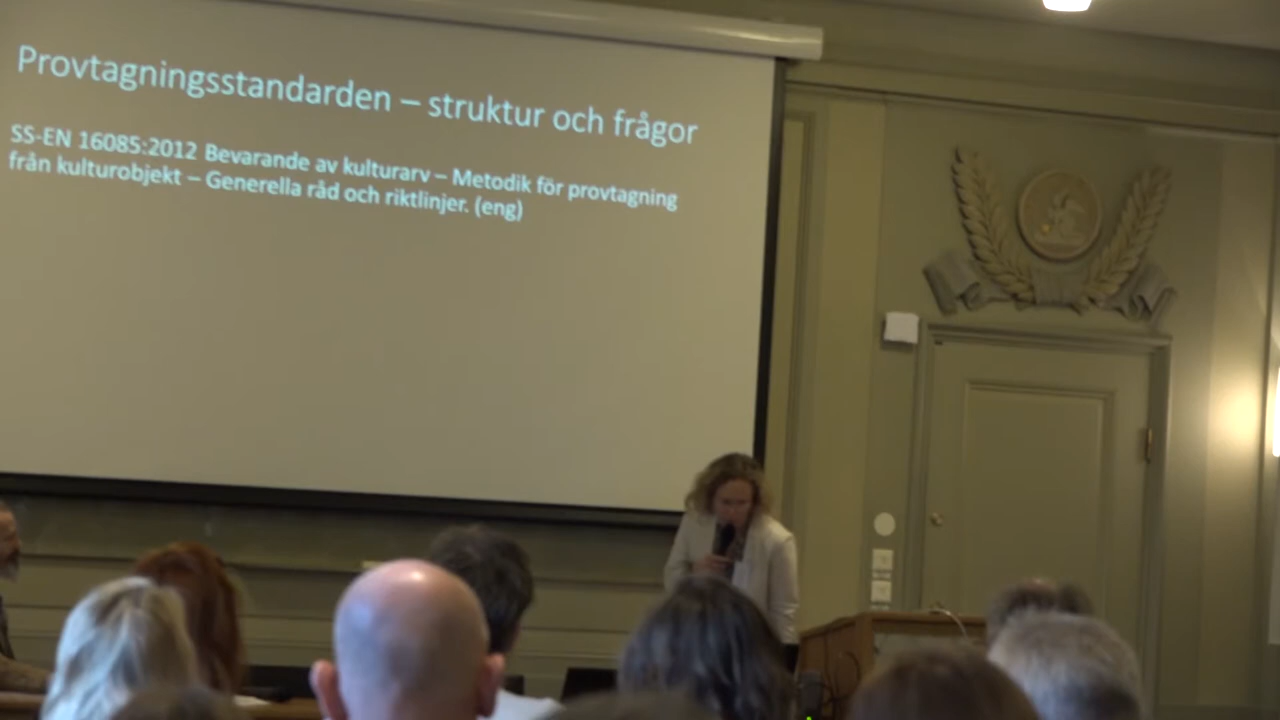 Provtagningsstandarden – struktur och frågor
SS-EN 16085:2012 Bevarande av kulturarv – Metodik för provtagning
från kulturobjekt – Generella råd och riktlinjer. (eng)